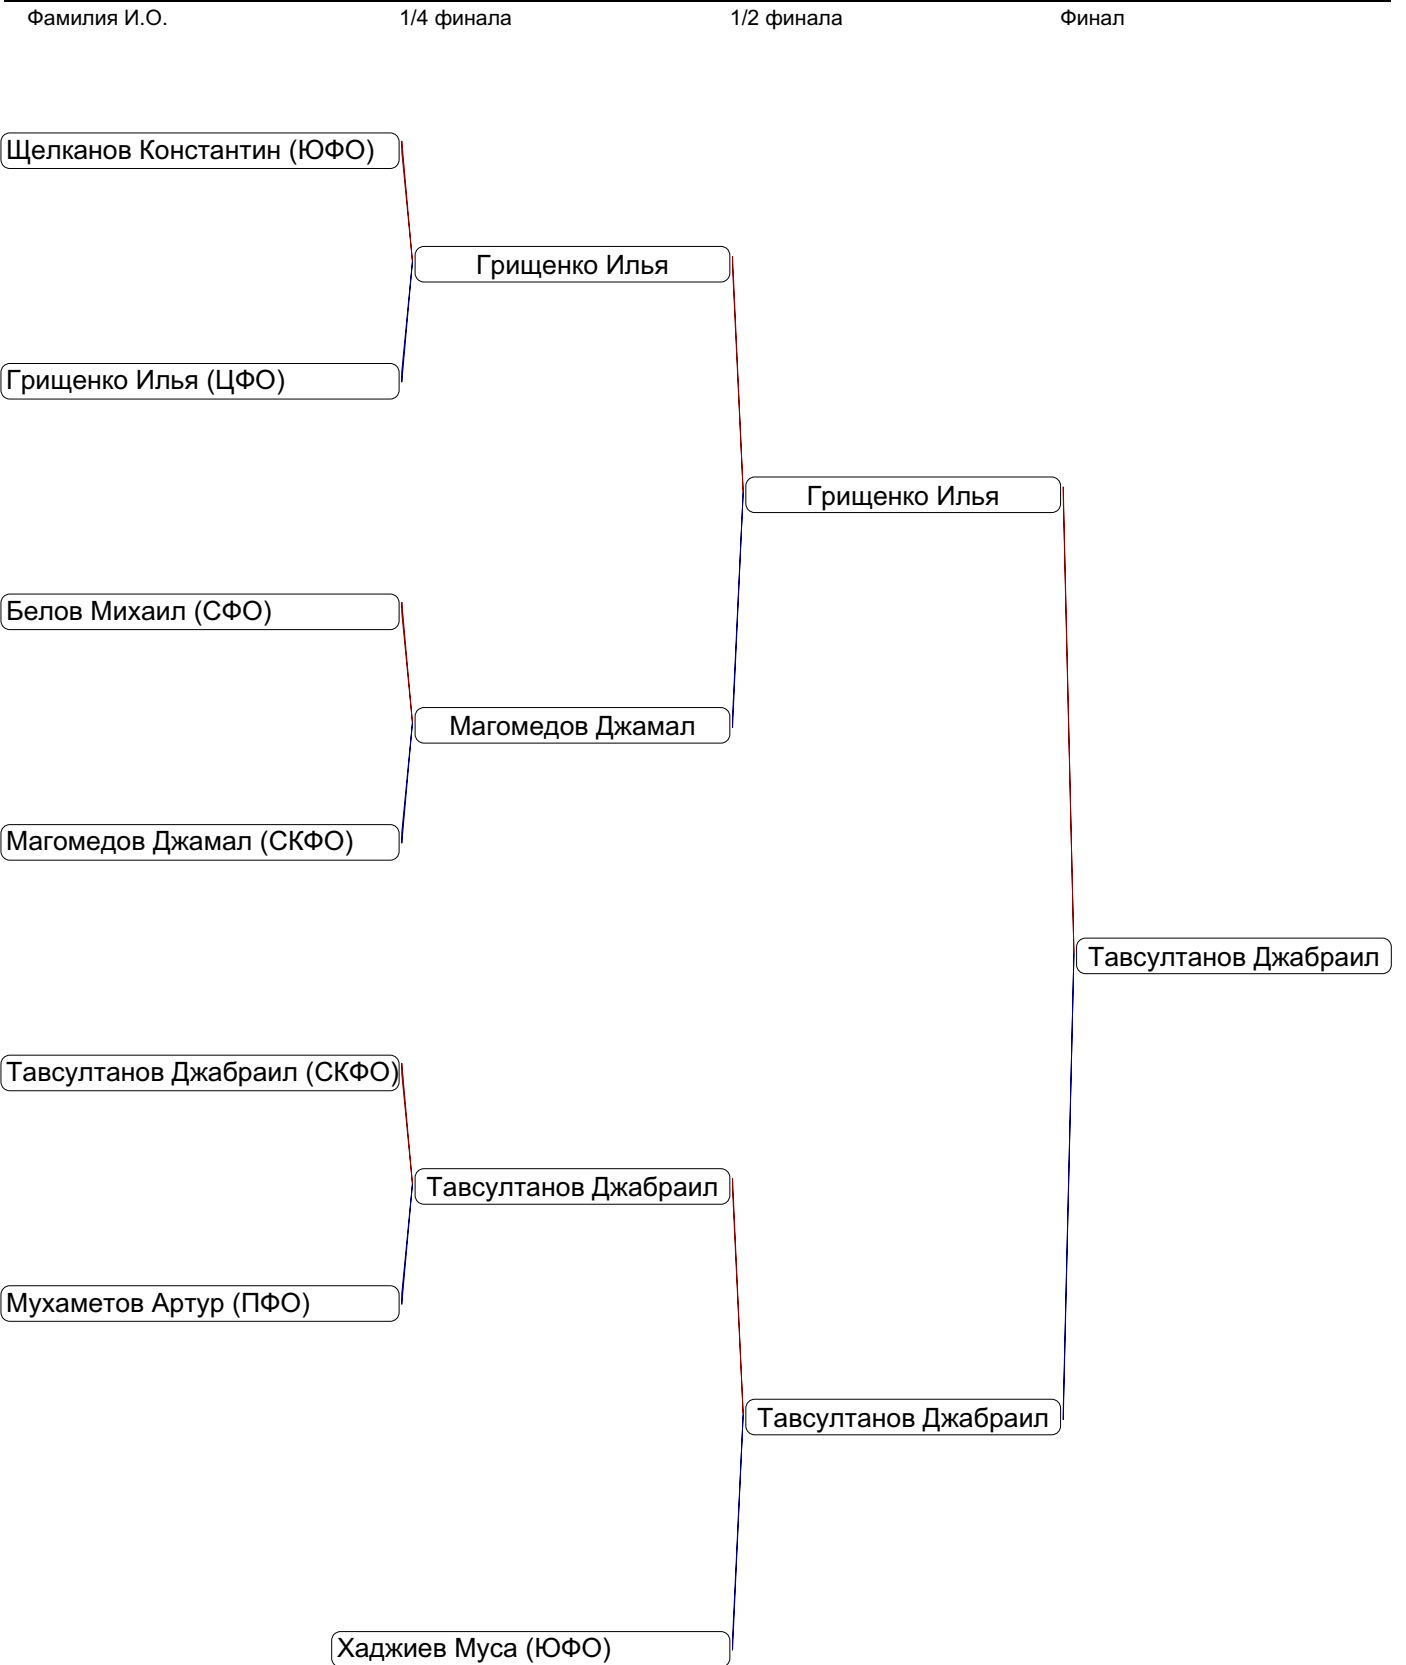 Фамилия И.О. 1/4 финала 1/2 финала Финал
Щелканов Константин (ЮФО)
Грищенко Илья
Грищенко Илья (ЦФО)
Грищенко Илья
Белов Михаил (СФО)
Магомедов Джамал
Магомедов Джамал (СКФО)
Тавсултанов Джабраил
Тавсултанов Джабраил (СКФО)
Тавсултанов Джабраил
Мухаметов Артур (ПФО)
Тавсултанов Джабраил
Хаджиев Муса (ЮФО)